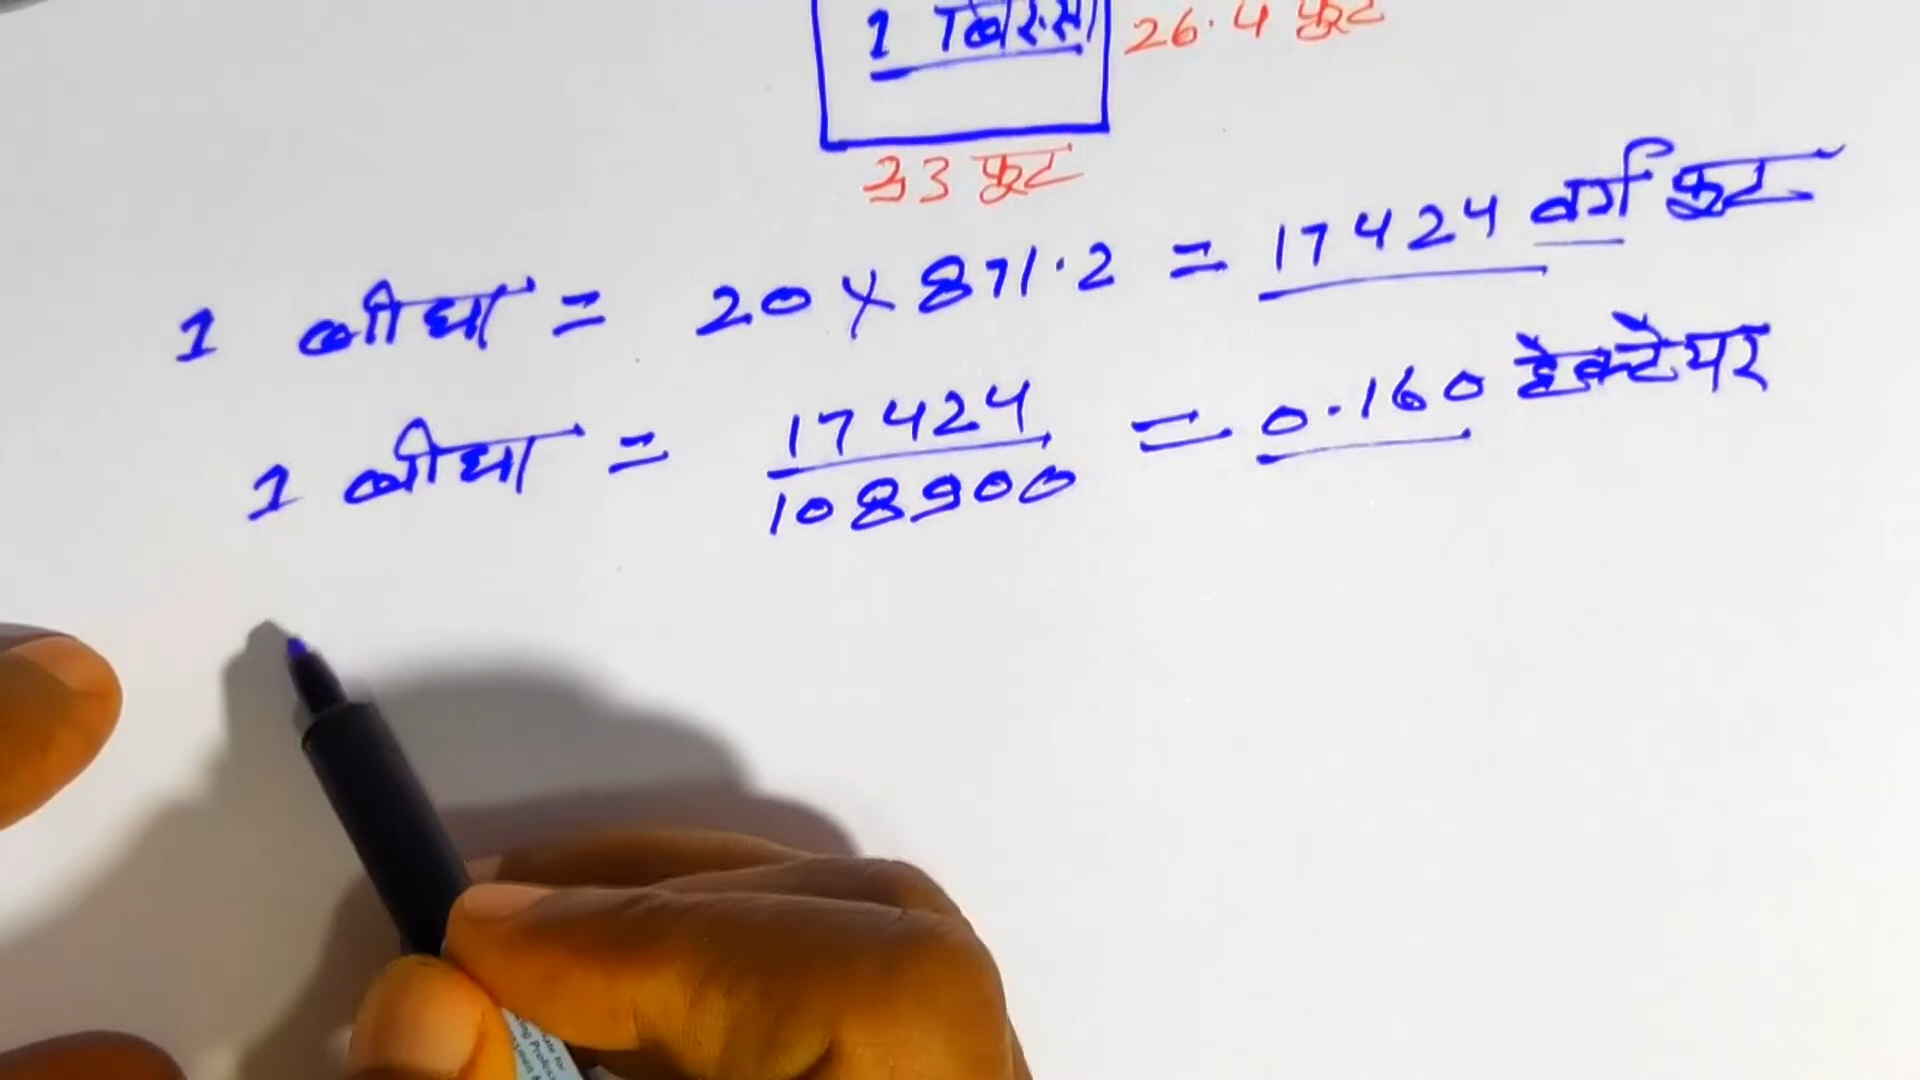 1 बिस्सा 26.4 फुट
33 फुट
1 बीघा = 20 x 871.2 = 17424 वर्ग फुट
1 बीघा = 17424 / 108900 = 0.160 हेक्टेयर